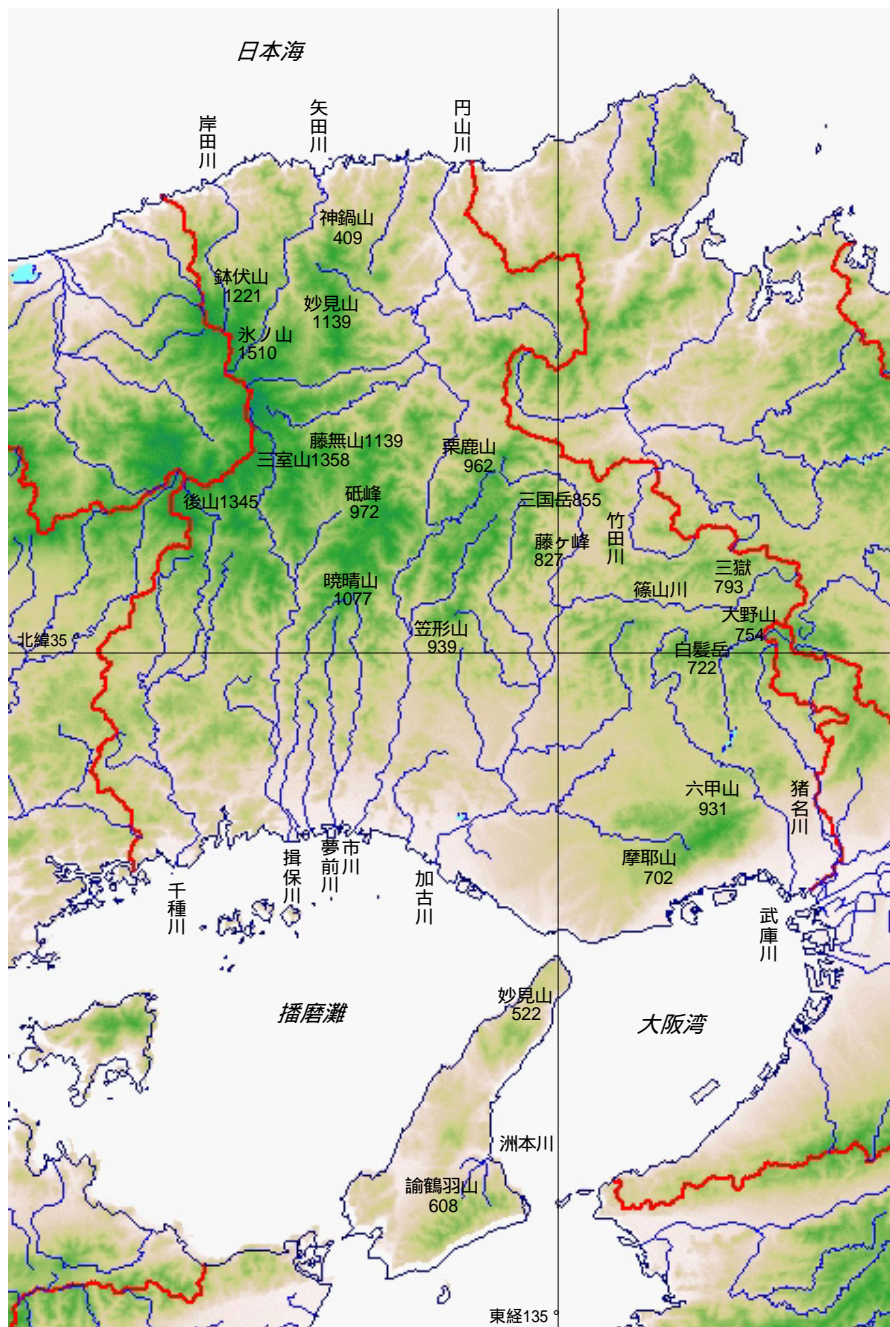 日本海
岸田川
矢田川
円山川
神鍋山
409
鉢伏山
1221
妙見山
1139
氷ノ山
1510
藤無山1139
三室山1358
粟鹿山
962
後山1345
砥峰
972
三国岳855
竹田川
藤ヶ峰
827
三獄
793
暁晴山
1077
篠山川
大野山
754
笠形山
939
北緯35°
白髪岳
722
六甲山
931
猪名川
摩耶山
702
千種川
揖保川
夢前川
市川
加古川
武庫川
妙見山
522
播磨灘
大阪湾
洲本川
諭鶴羽山
608
東経135°